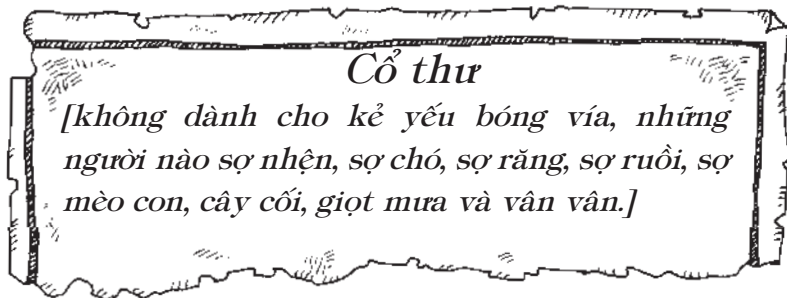 Cổ thư
[không dành cho kẻ yếu bóng vía, những
người nào sợ nhện, sợ chó, sợ răng, sợ ruồi, sợ
mèo con, cây cối, giọt mưa và vân vân.]